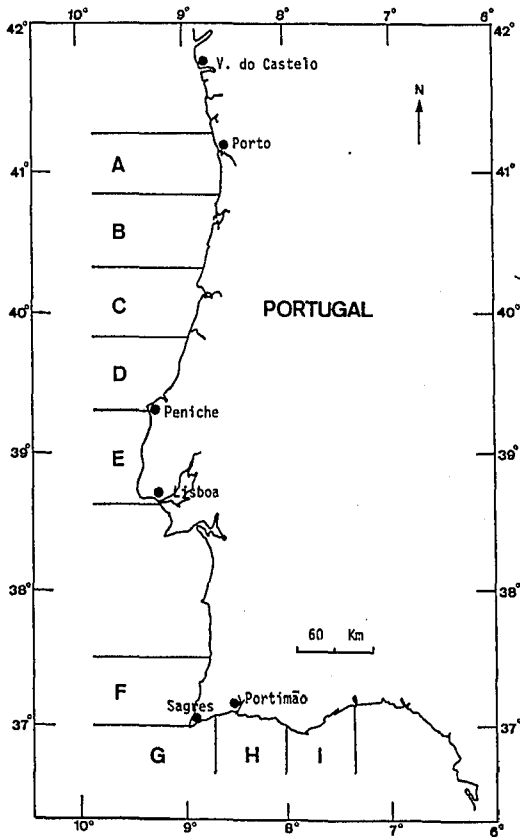 10° 9° 8° 7° 6°
42°
V. do Castelo
N
Porto
A
41° 41°
B
C
PORTUGAL
40° 40°
D
Peniche
39° 39°
E
Lisboa
38° 38°
60 Km
F
Sagres
Portimão
37° 37°
G H I
10° 9° 8° 7° 6°